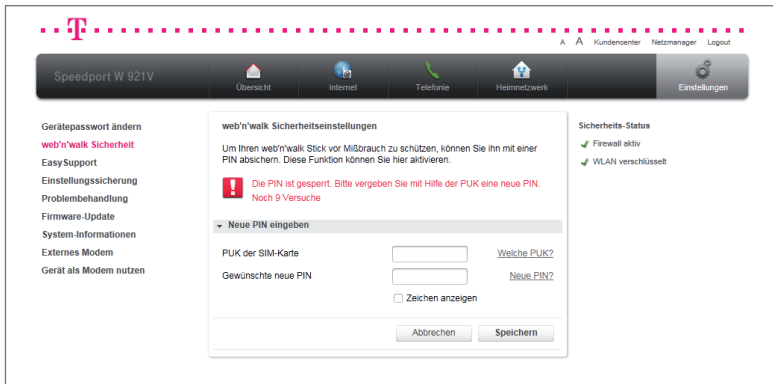 T
A A Kundencenter Netzmanager Logout
Speedport W 921V
Übersicht Internet Telefonie Heimnetzwerk Einstellungen
Gerätepasswort ändern
web'n'walk Sicherheit
EasySupport
Einstellungssicherung
Problembehandlung
Firmware-Update
System-Informationen
Externes Modem
Gerät als Modem nutzen
web'n'walk Sicherheitseinstellungen
Um Ihren web'n'walk Stick vor Mißbrauch zu schützen, können Sie ihn mit einer
PIN absichern. Diese Funktion können Sie hier aktivieren.
! Die PIN ist gesperrt. Bitte vergeben Sie mit Hilfe der PUK eine neue PIN.
Noch 9 Versuche
Neue PIN eingeben
PUK der SIM-Karte Welche PUK?
Gewünschte neue PIN Neue PIN?
Zeichen anzeigen
Abbrechen Speichern
Sicherheits-Status
Firewall aktiv
WLAN verschlüsselt